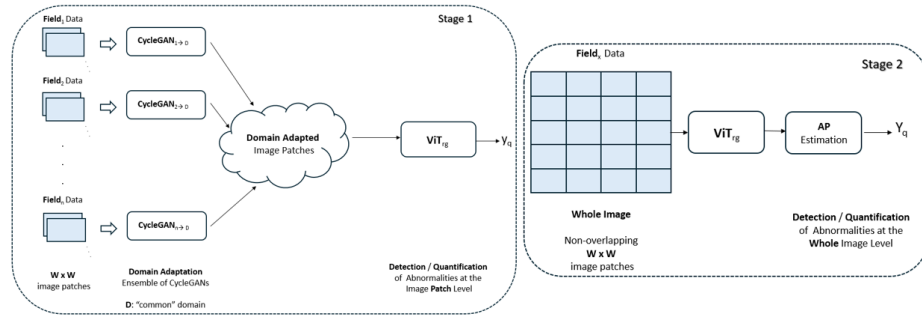 Stage 1
Field1 Data
CycleGAN1→ D
Field2 Data
CycleGAN2→ D
.
.
.
Fieldn Data
CycleGANn→ D
Domain Adapted
Image Patches
ViTrg
yq
W x W
image patches
Domain Adaptation
Ensemble of CycleGANs
D: “common” domain
Detection / Quantification
of Abnormalities at the
Image Patch Level
Stage 2
Fieldx Data
ViTrg
AP
Estimation
Yq
Whole Image
Non-overlapping
W x W
image patches
Detection / Quantification
of Abnormalities at the
Whole Image Level